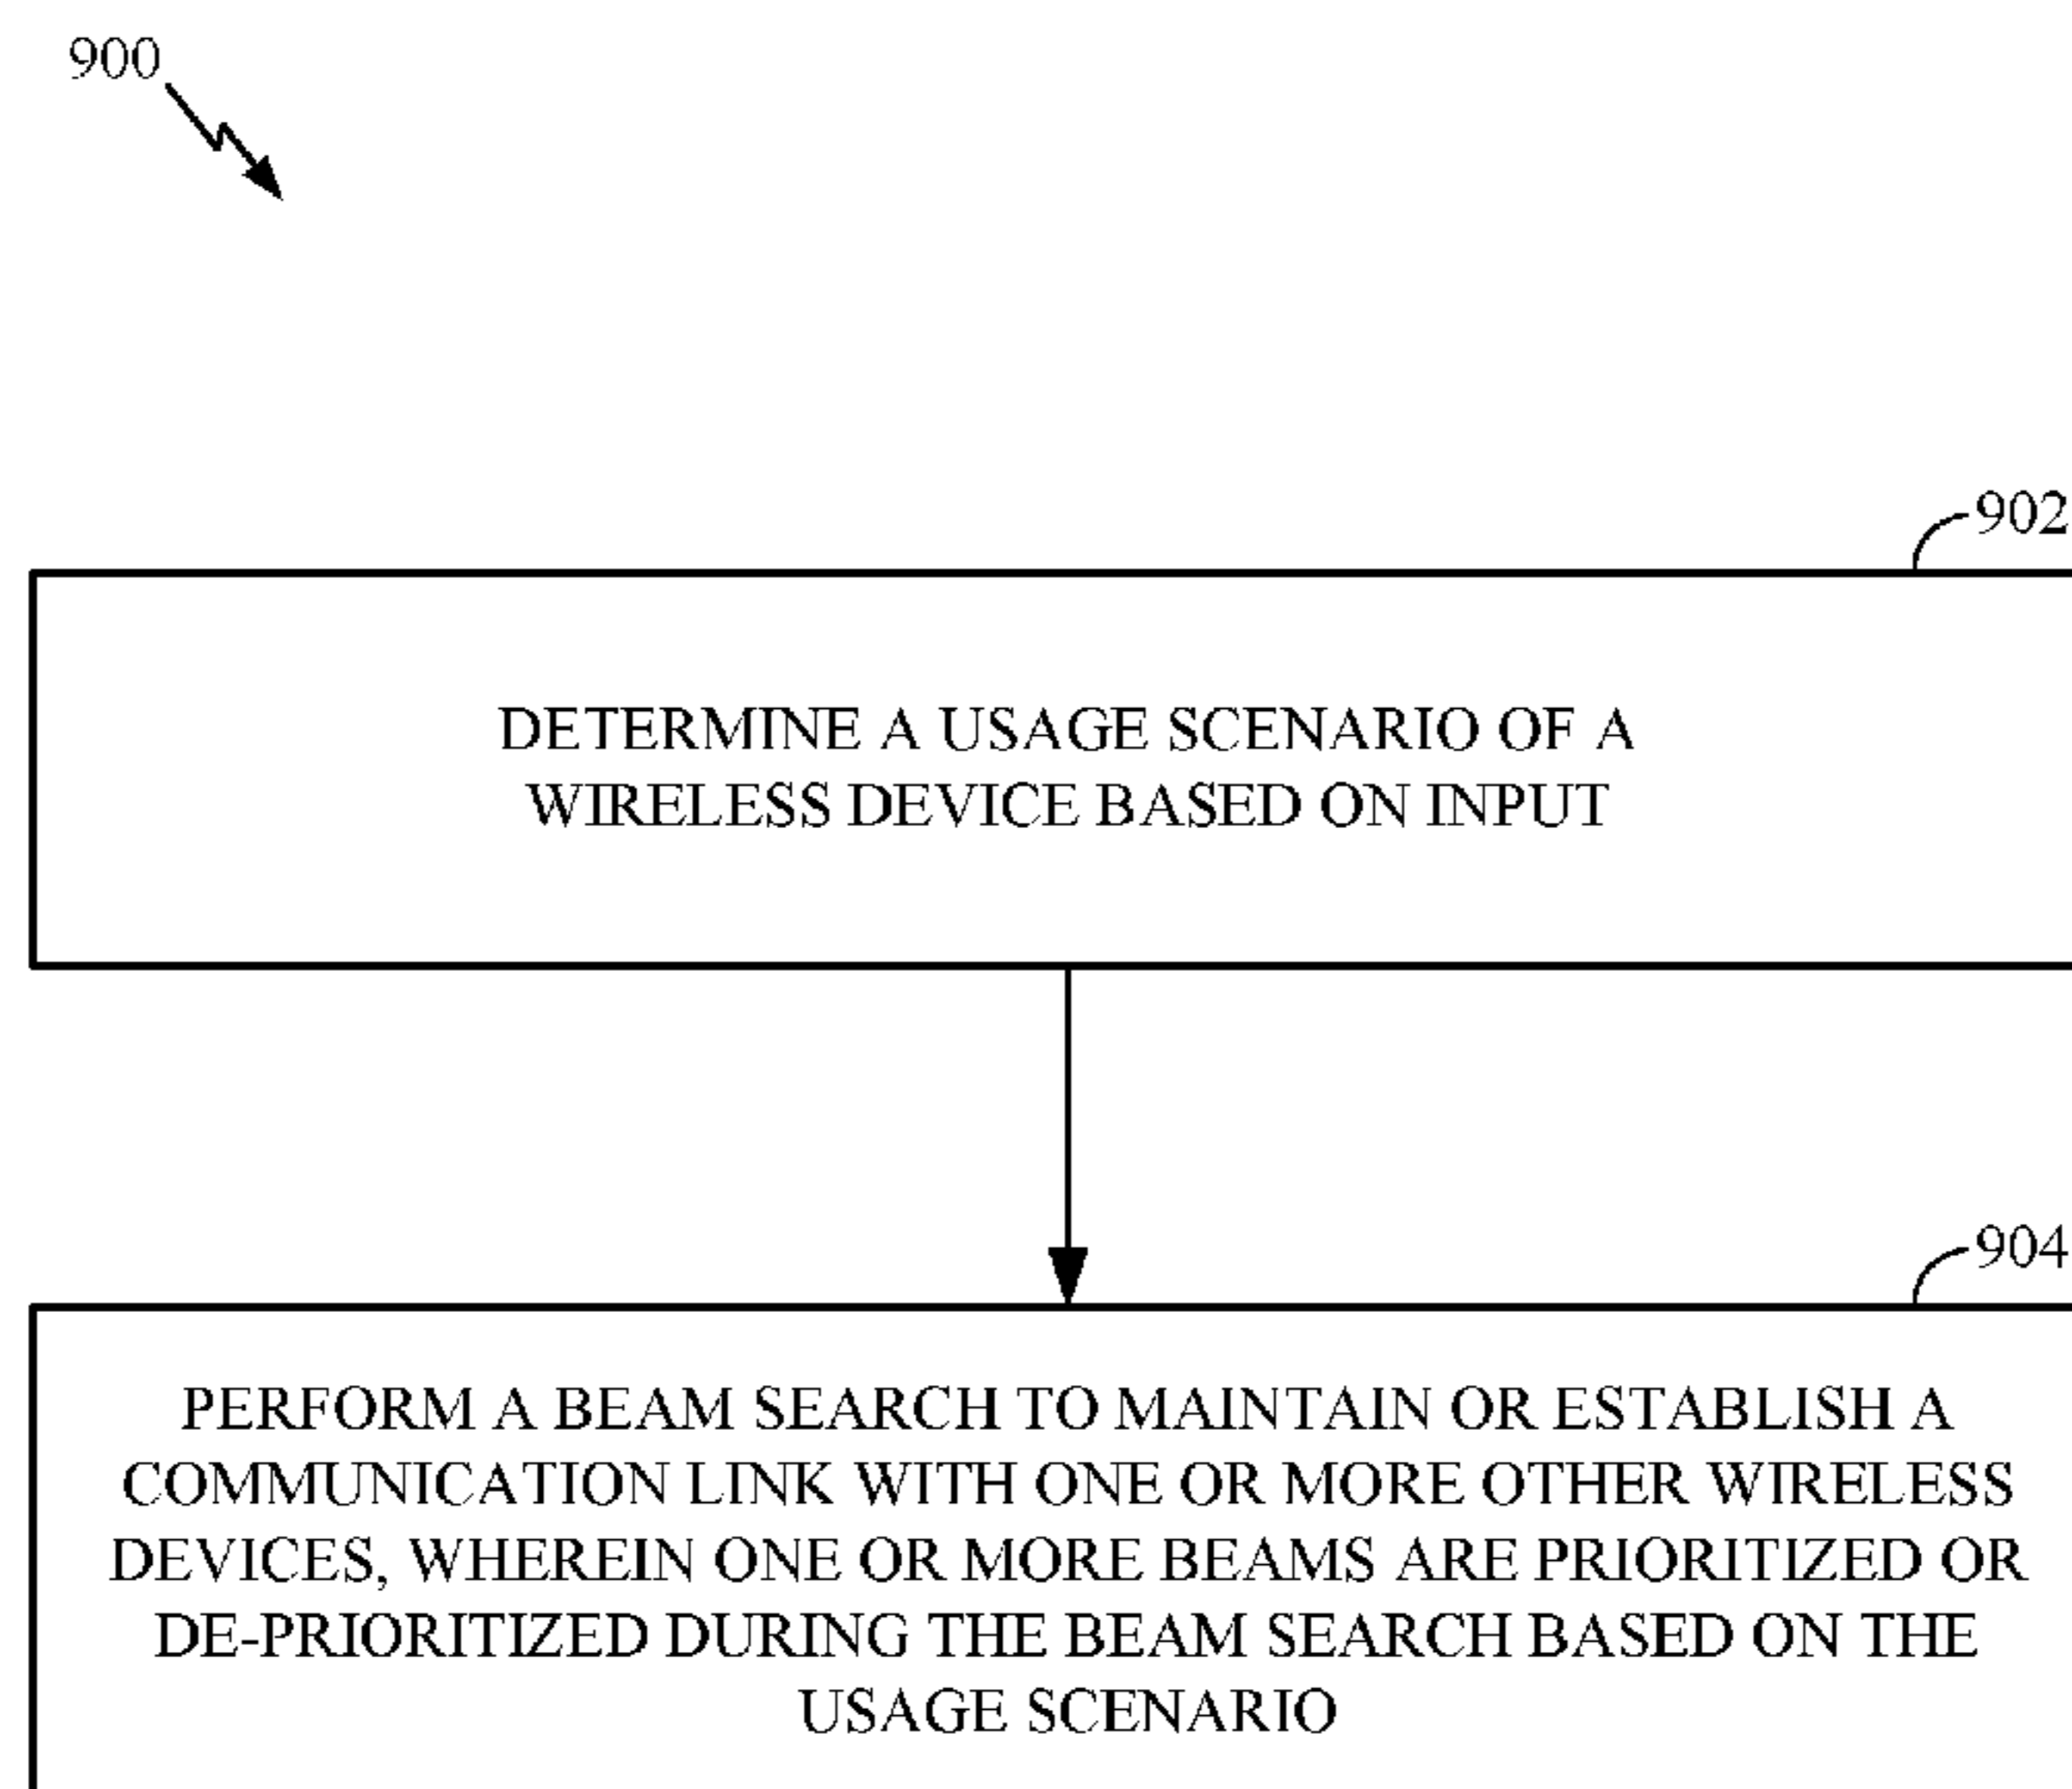 900
902
DETERMINE A USAGE SCENARIO OF A
WIRELESS DEVICE BASED ON INPUT
904
PERFORM A BEAM SEARCH TO MAINTAIN OR ESTABLISH A
COMMUNICATION LINK WITH ONE OR MORE OTHER WIRELESS
DEVICES, WHEREIN ONE OR MORE BEAMS ARE PRIORITIZED OR
DE-PRIORITIZED DURING THE BEAM SEARCH BASED ON THE
USAGE SCENARIO